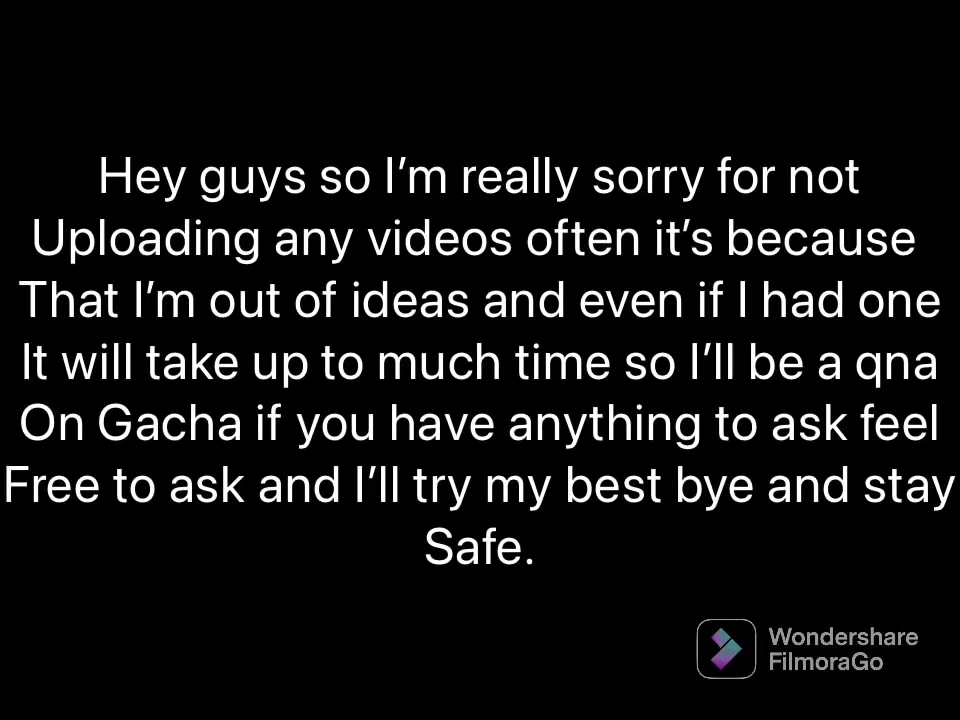 Hey guys so I'm really sorry for not
Uploading any videos often it's because
That I'm out of ideas and even if I had one
It will take up to much time so I'll be a qna
On Gacha if you have anything to ask feel
Free to ask and I'll try my best bye and stay
Safe.
Wondershare
FilmoraGo